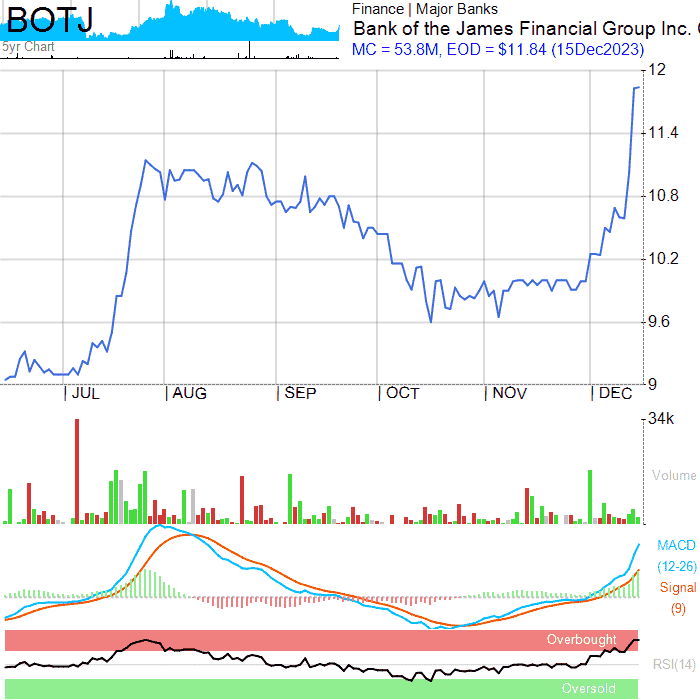 BOTJ
5yr Chart
Finance | Major Banks
Bank of the James Financial Group Inc. (
MC = 53.8M, EOD = $11.84 (15Dec2023)
12
11.4
10.8
10.2
9.6
9
JUL AUG SEP OCT NOV DEC
34k
Volume
MACD
(12-26)
Signal
(9)
Overbought
RSI(14)
Oversold